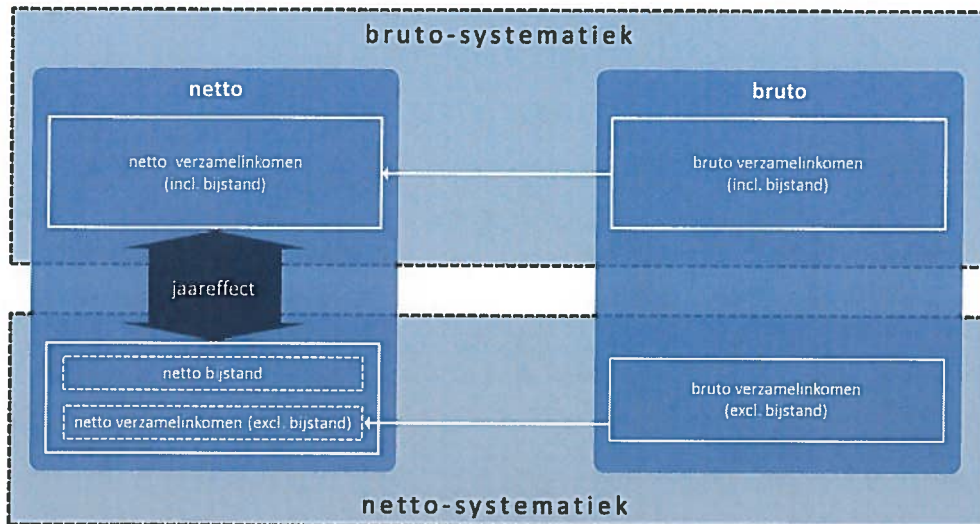 bruto-systematiek
netto
bruto
netto verzamelinkomen
(incl. bijstand)
bruto verzamelinkomen
(incl. bijstand)
jaareffect
netto bijstand
netto verzamelinkomen (excl. bijstand)
bruto verzamelinkomen
(excl. bijstand)
netto-systematiek